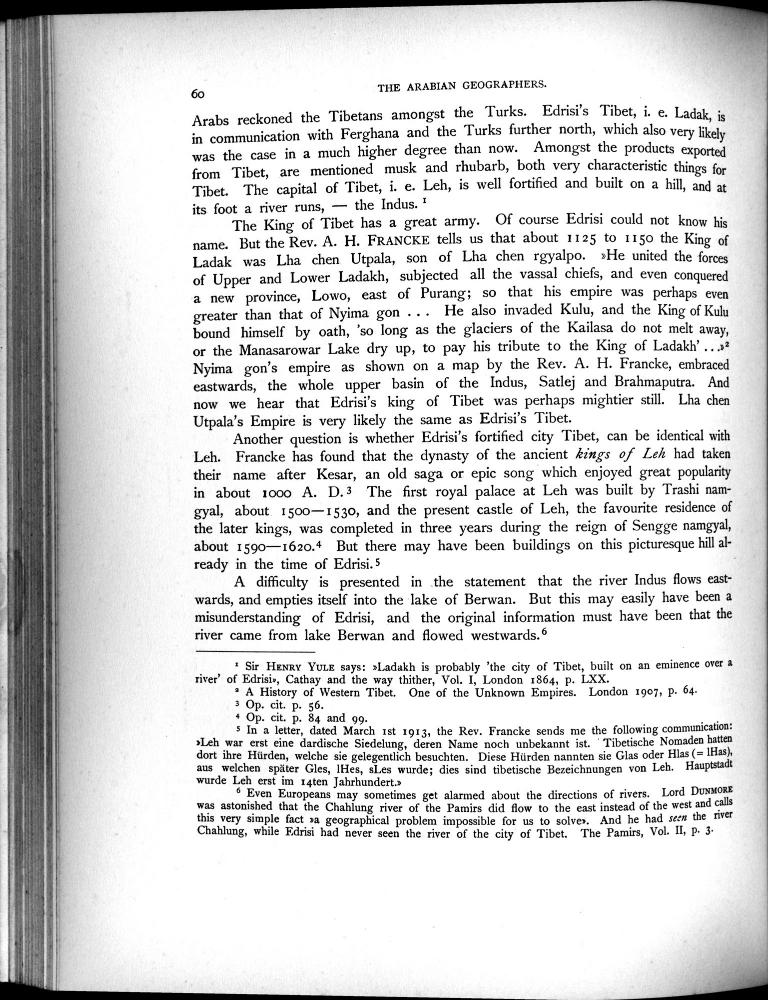 60
THE ARABIAN GEOGRAPHERS.
Arabs reckoned the Tibetans amongst the Turks. Edrisi's Tibet, i. e. Ladak, is
in communication with Ferghana and the Turks further north, which also very likely
was the case in a much higher degree than now. Amongst the products exported
from Tibet, are mentioned musk and rhubarb, both very characteristic things for
Tibet. The capital of Tibet, i. e. Leh, is well fortified and built on a hill, and at
its foot a river runs, — the Indus. ¹
The King of Tibet has a great army. Of course Edrisi could not know his
name. But the Rev. A. H. FRANCKE tells us that about 1125 to 1150 the King of
Ladak was Lha chen Utpala, son of Lha chen rgyalpo. »He united the forces
of Upper and Lower Ladakh, subjected all the vassal chiefs, and even conquered
a new province, Lowo, east of Purang; so that his empire was perhaps even
greater than that of Nyima gon ... He also invaded Kulu, and the King of Kulu
bound himself by oath, 'so long as the glaciers of the Kailasa do not melt away,
or the Manasarowar Lake dry up, to pay his tribute to the King of Ladakh' ...»²
Nyima gon's empire as shown on a map by the Rev. A. H. Francke, embraced
eastwards, the whole upper basin of the Indus, Satlej and Brahmaputra. And
now we hear that Edrisi's king of Tibet was perhaps mightier still. Lha chen
Utpala's Empire is very likely the same as Edrisi's Tibet.
Another question is whether Edrisi's fortified city Tibet, can be identical with
Leh. Francke has found that the dynasty of the ancient kings of Leh had taken
their name after Kesar, an old saga or epic song which enjoyed great popularity
in about 1000 A. D.³ The first royal palace at Leh was built by Trashi nam-
gyal, about 1500—1530, and the present castle of Leh, the favourite residence of
the later kings, was completed in three years during the reign of Sengge namgyal,
about 1590—1620.⁴ But there may have been buildings on this picturesque hill al-
ready in the time of Edrisi.⁵
A difficulty is presented in the statement that the river Indus flows east-
wards, and empties itself into the lake of Berwan. But this may easily have been a
misunderstanding of Edrisi, and the original information must have been that the
river came from lake Berwan and flowed westwards.⁶
¹ Sir HENRY YULE says: »Ladakh is probably 'the city of Tibet, built on an eminence over a
river' of Edrisi», Cathay and the way thither, Vol. I, London 1864, p. LXX.
² A History of Western Tibet. One of the Unknown Empires. London 1907, p. 64.
³ Op. cit. p. 56.
⁴ Op. cit. p. 84 and 99.
⁵ In a letter, dated March 1st 1913, the Rev. Francke sends me the following communication:
»Leh war erst eine dardische Siedelung, deren Name noch unbekannt ist. Tibetische Nomaden hatten
dort ihre Hürden, welche sie gelegentlich besuchten. Diese Hürden nannten sie Glas oder Hlas (= lHas),
aus welchen später Gles, lHes, sLes wurde; dies sind tibetische Bezeichnungen von Leh. Hauptstadt
wurde Leh erst im 14ten Jahrhundert.»
⁶ Even Europeans may sometimes get alarmed about the directions of rivers. Lord DUNMORE
was astonished that the Chahlung river of the Pamirs did flow to the east instead of the west and calls
this very simple fact »a geographical problem impossible for us to solve». And he had seen the river
Chahlung, while Edrisi had never seen the river of the city of Tibet. The Pamirs, Vol. II, p. 3.